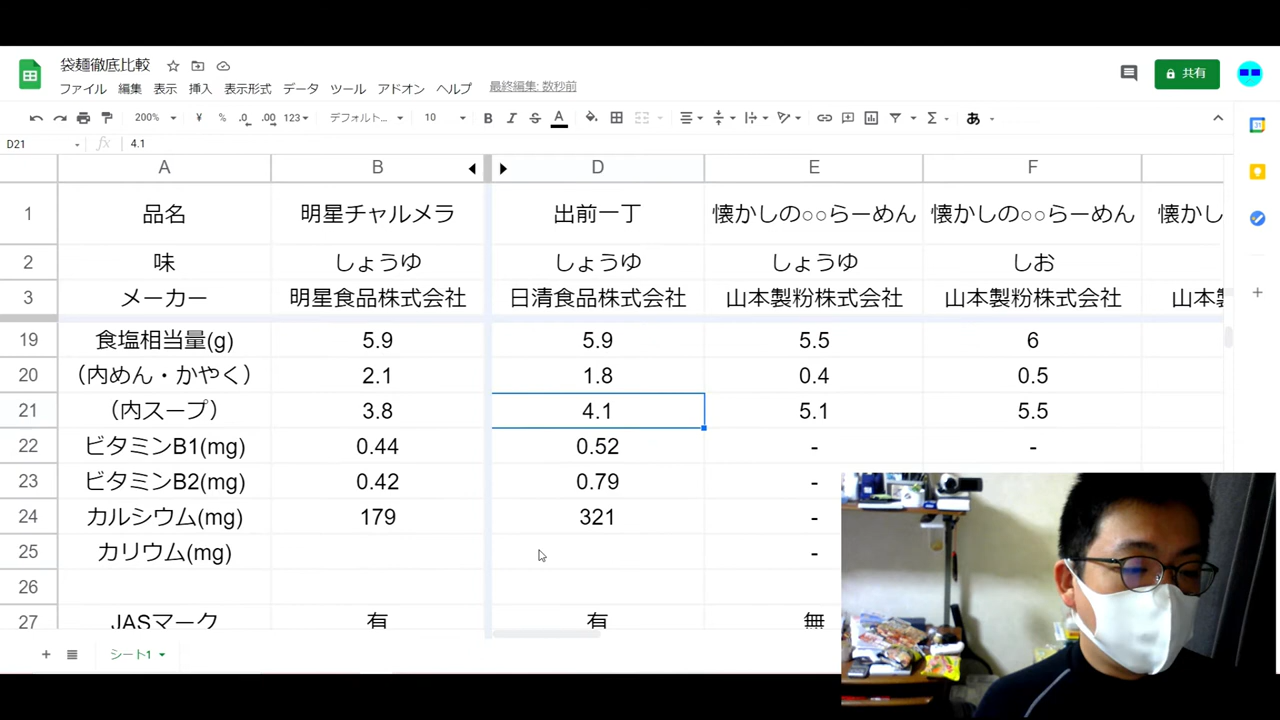 袋麺徹底比較
ファイル 編集 表示 挿入 表示形式 データ ツール アドオン ヘルプ 最終編集: 数秒前
共有
200% ¥ % .0 .00 123 デフォルト... 10 B I S A Σ あ
D21 fx 4.1
A B D E F
1 品名 明星チャルメラ 出前一丁 懐かしの○○らーめん 懐かしの○○らーめん 懐かし
2 味 しょうゆ しょうゆ しょうゆ しお
3 メーカー 明星食品株式会社 日清食品株式会社 山本製粉株式会社 山本製粉株式会社 山本製
19 食塩相当量(g) 5.9 5.9 5.5 6
20 （内めん・かやく） 2.1 1.8 0.4 0.5
21 （内スープ） 3.8 4.1 5.1 5.5
22 ビタミンB1(mg) 0.44 0.52 - -
23 ビタミンB2(mg) 0.42 0.79 -
24 カルシウム(mg) 179 321 -
25 カリウム(mg) -
26
27 JASマーク 有 有 無
+ シート1